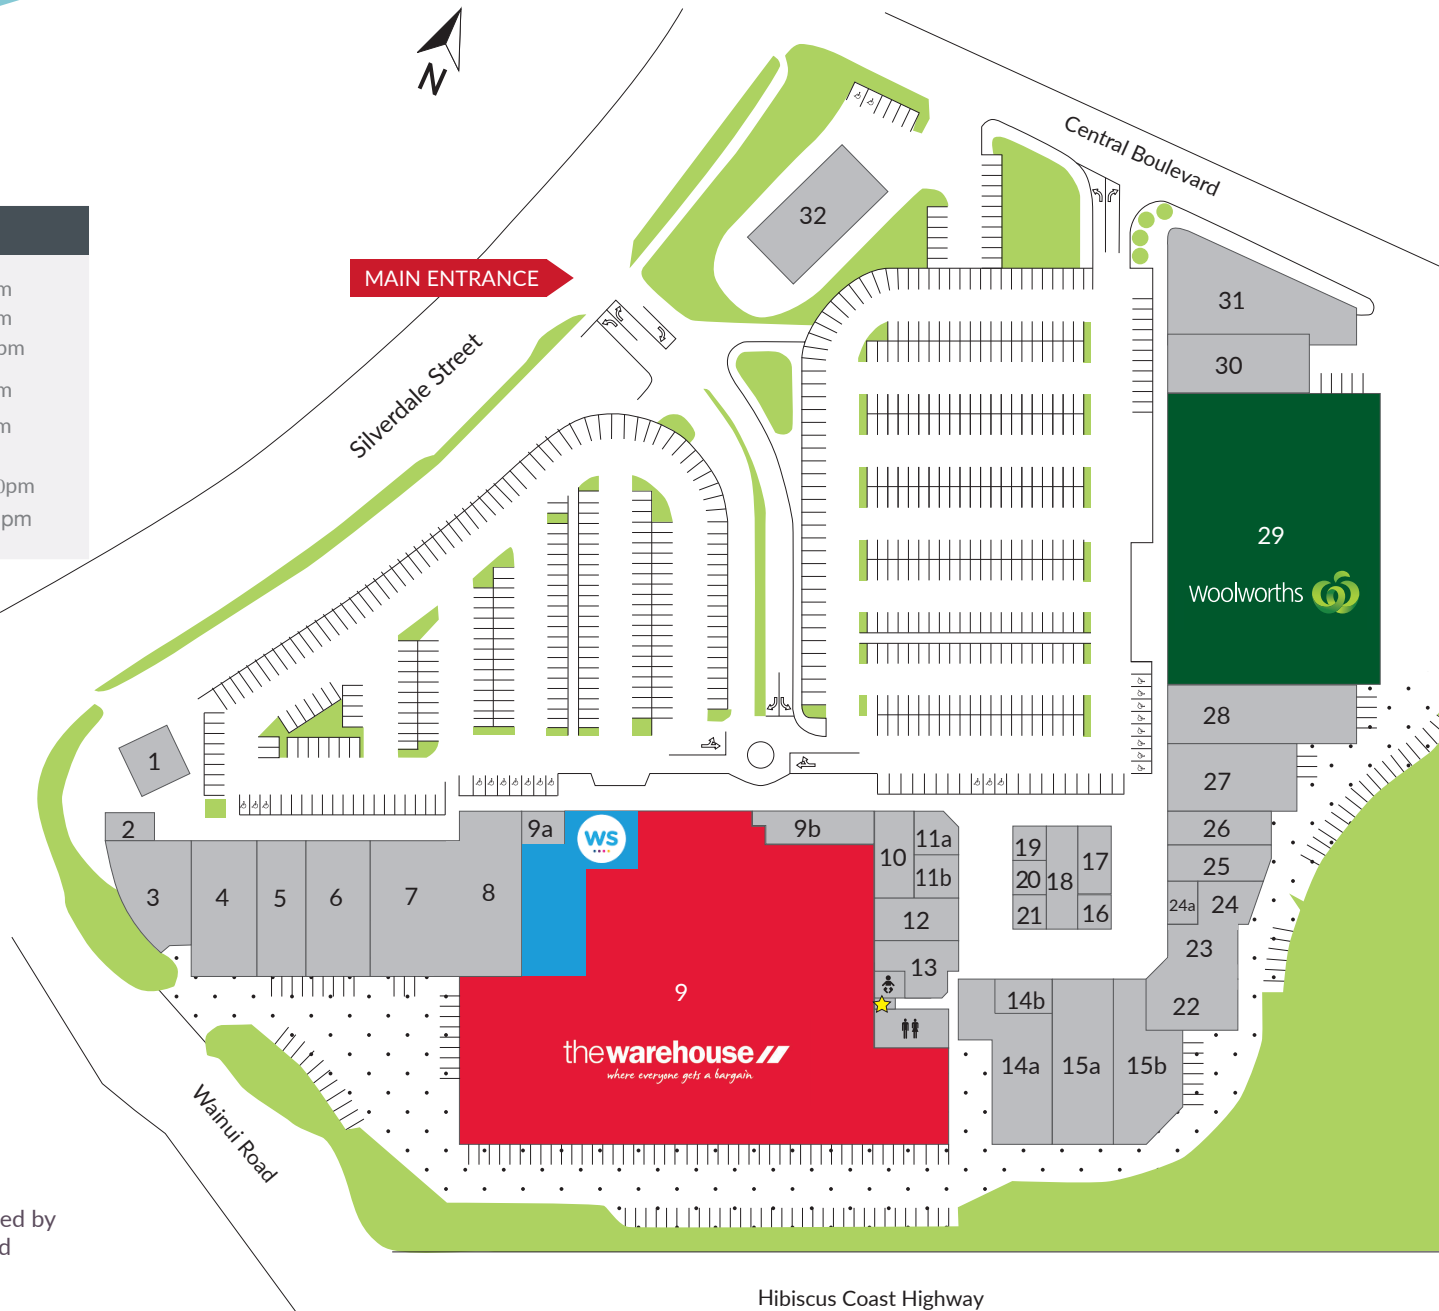 N
Central Boulevard
32
MAIN ENTRANCE
m
m
pm
m
m
0pm
pm
Silverdale Street
31
30
29
Woolworths
28
27
26
25
24a
24
23
22
1
2
3
4
5
6
7
8
9a
WS
9b
10
11a
11b
12
13
19
20
21
18
17
16
9
thewarehouse
where everyone gets a bargain
14b
14a
15a
15b
Wainui Road
ed by
d
Hibiscus Coast Highway